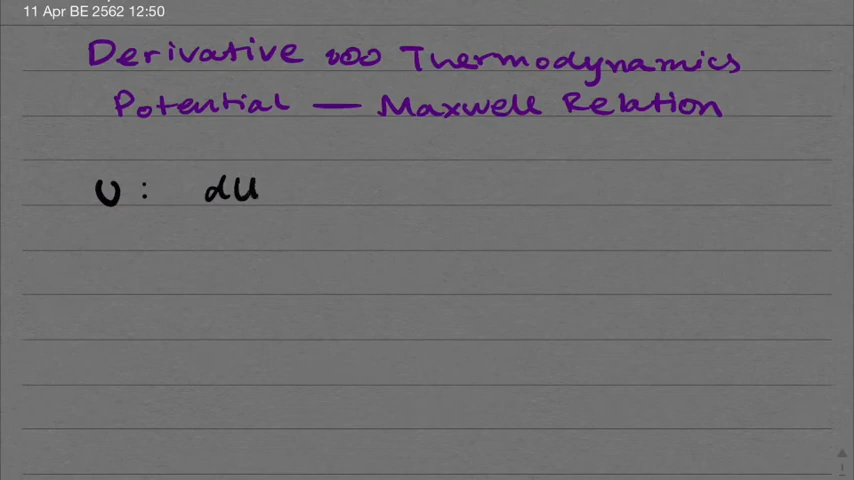 11 Apr BE 2562 12:50
Derivative ของ Thermodynamics
Potential — Maxwell Relation
U : dU